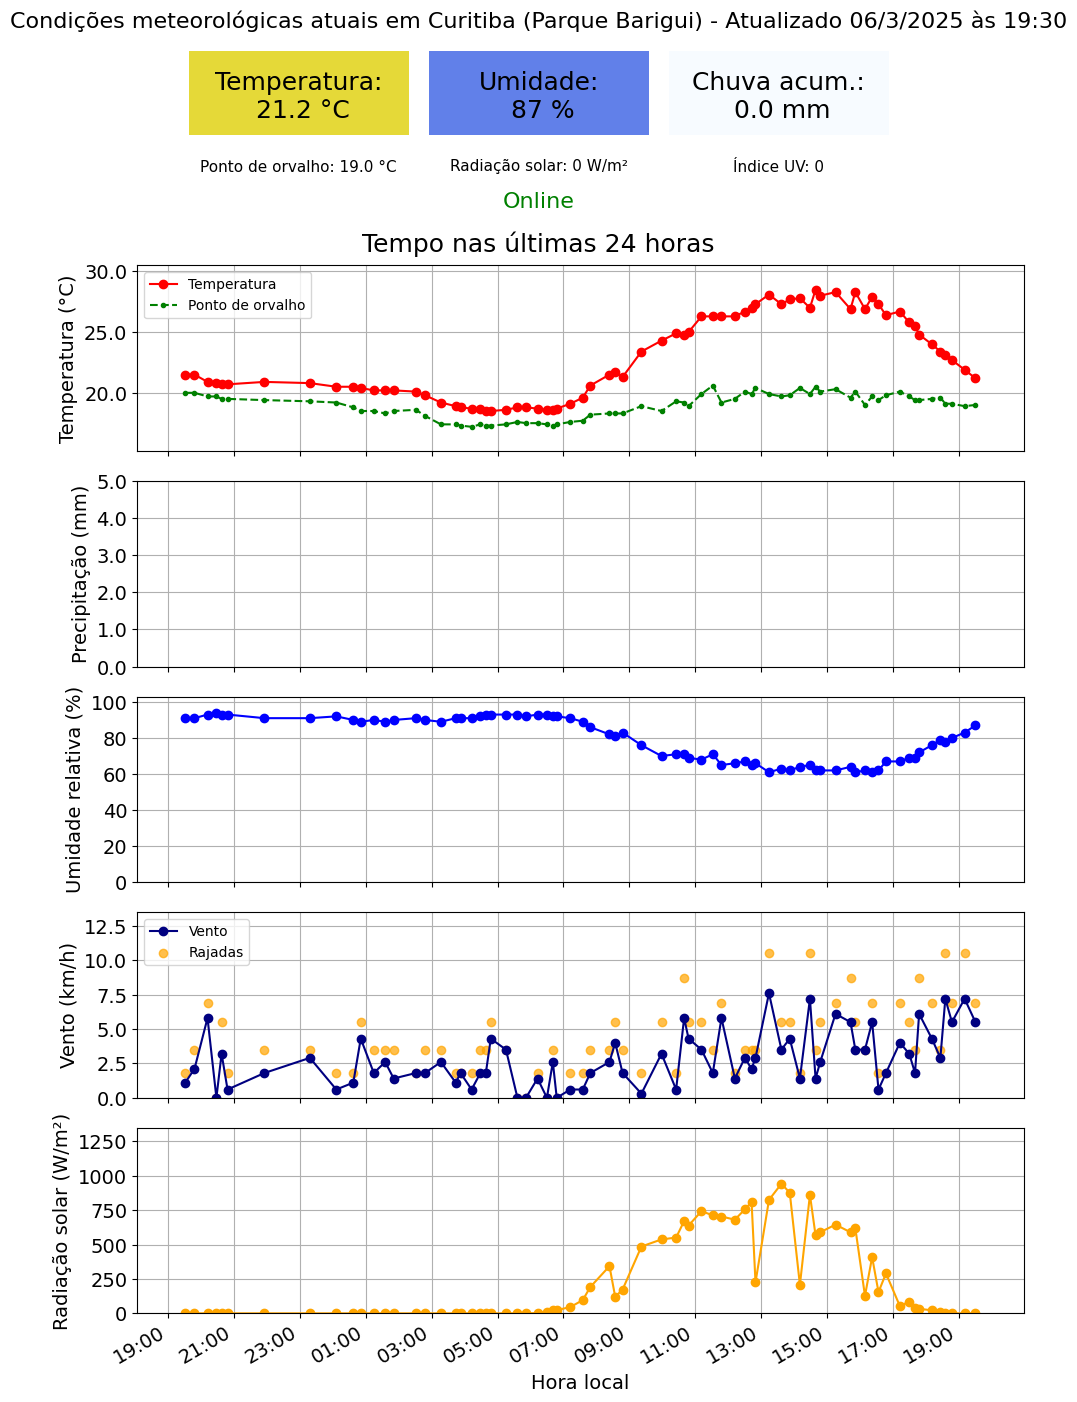 Condições meteorológicas atuais em Curitiba (Parque Barigui) - Atualizado 06/3/2025 às 19:30
Temperatura:
21.2 °C
Umidade:
87 %
Chuva acum.:
0.0 mm
Ponto de orvalho: 19.0 °C
Radiação solar: 0 W/m²
Índice UV: 0
Online
Tempo nas últimas 24 horas
Temperatura (°C)
30.0
25.0
20.0
Temperatura
Ponto de orvalho
Precipitação (mm)
5.0
4.0
3.0
2.0
1.0
0.0
Umidade relativa (%)
100
80
60
40
20
0
Vento (km/h)
12.5
10.0
7.5
5.0
2.5
0.0
Vento
Rajadas
Radiação solar (W/m²)
1250
1000
750
500
250
0
19:00
21:00
23:00
01:00
03:00
05:00
07:00
09:00
11:00
13:00
15:00
17:00
19:00
Hora local